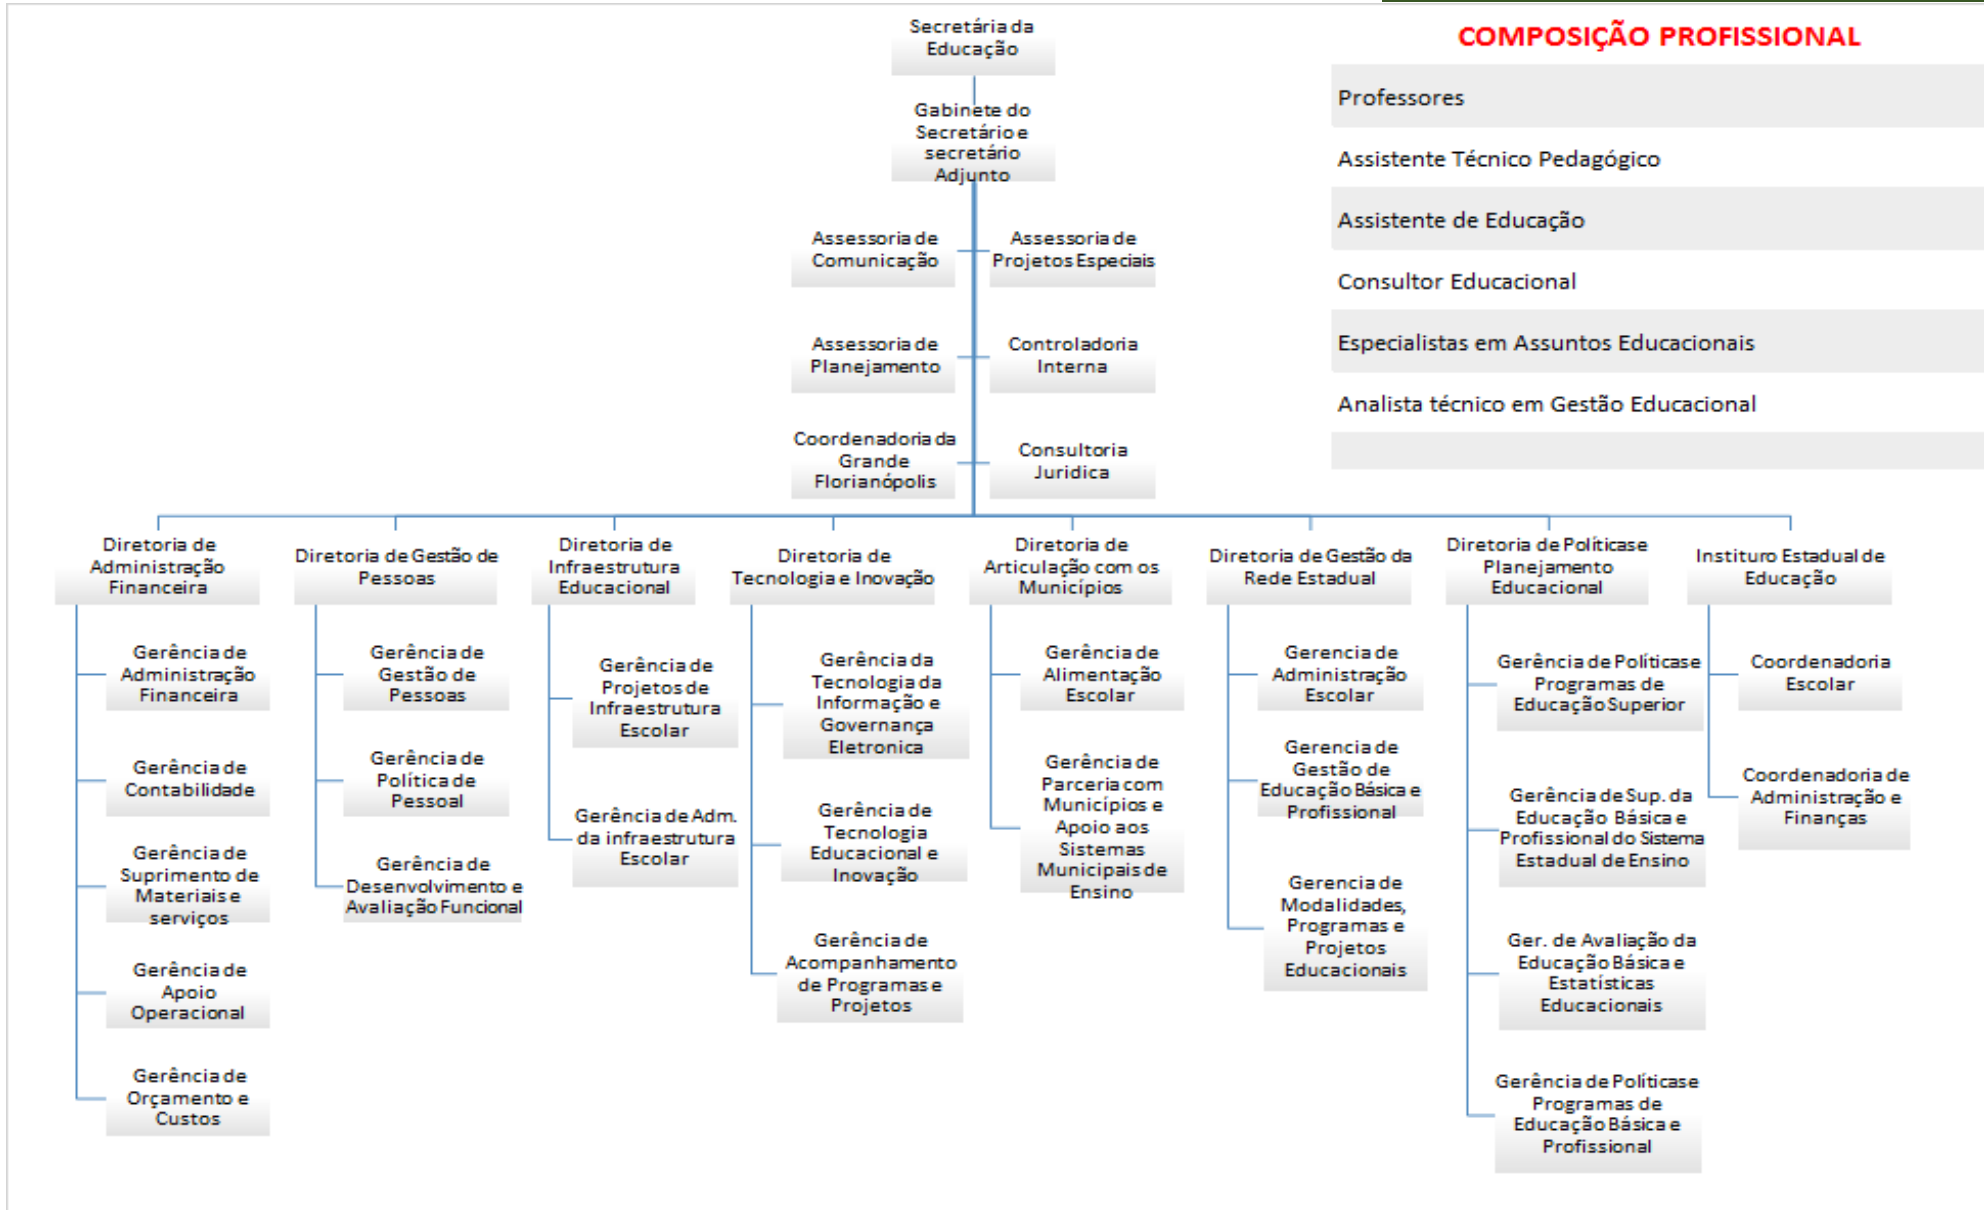 Secretária da
Educação
Gabinete do
Secretário e
secretário
Adjunto
Assessoria de
Comunicação
Assessoria de
Projetos Especiais
Assessoria de
Planejamento
Controladoria
Interna
Coordenadoria da
Grande
Florianópolis
Consultoria
Juridica
COMPOSIÇÃO PROFISSIONAL
Professores
Assistente Técnico Pedagógico
Assistente de Educação
Consultor Educacional
Especialistas em Assuntos Educacionais
Analista técnico em Gestão Educacional
Diretoria de
Administração
Financeira
Gerência de
Administração
Financeira
Gerência de
Contabilidade
Gerência de
Suprimento de
Materiais e
serviços
Gerência de
Apoio
Operacional
Gerência de
Orçamento e
Custos
Diretoria de Gestão de
Pessoas
Gerência de
Gestão de
Pessoas
Gerência de
Política de
Pessoal
Gerência de
Desenvolvimento e
Avaliação Funcional
Diretoria de
Infraestrutura
Educacional
Gerência de
Projetos de
Infraestrutura
Escolar
Gerência de Adm.
da infraestrutura
Escolar
Diretoria de
Tecnologia e Inovação
Gerência da
Tecnologia da
Informação e
Governança
Eletronica
Gerência de
Tecnologia
Educacional e
Inovação
Gerência de
Acompanhamento
de Programas e
Projetos
Diretoria de
Articulação com os
Municípios
Gerência de
Alimentação
Escolar
Gerência de
Parceria com
Municípios e
Apoio aos
Sistemas
Municipais de
Ensino
Diretoria de Gestão da
Rede Estadual
Gerencia de
Administração
Escolar
Gerencia de
Gestão de
Educação Básica e
Profissional
Gerencia de
Modalidades,
Programas e
Projetos
Educacionais
Diretoria de Políticas e
Planejamento
Educacional
Gerência de Políticas e
Programas de
Educação Superior
Gerência de Sup. da
Educação Básica e
Profissional do Sistema
Estadual de Ensino
Ger. de Avaliação da
Educação Básica e
Estatísticas
Educacionais
Gerência de Políticas e
Programas de
Educação Básica e
Profissional
Instituro Estadual de
Educação
Coordenadoria
Escolar
Coordenadoria de
Administração e
Finanças